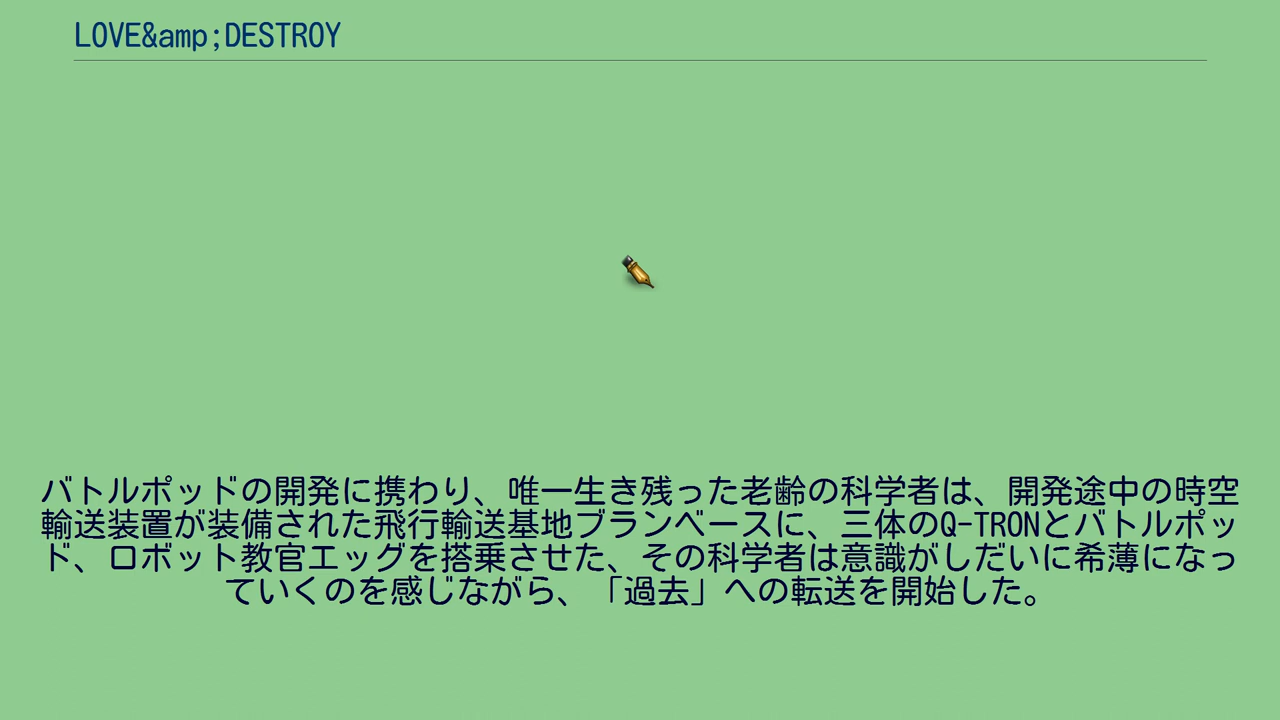 LOVE&amp;DESTROY
バトルポッドの開発に携わり、唯一生き残った老齢の科学者は、開発途中の時空
輸送装置が装備された飛行輸送基地ブランベースに、三体のQ-TRONとバトルポッ
ド、ロボット教官エッグを搭乗させた、その科学者は意識がしだいに希薄になっ
ていくのを感じながら、「過去」への転送を開始した。